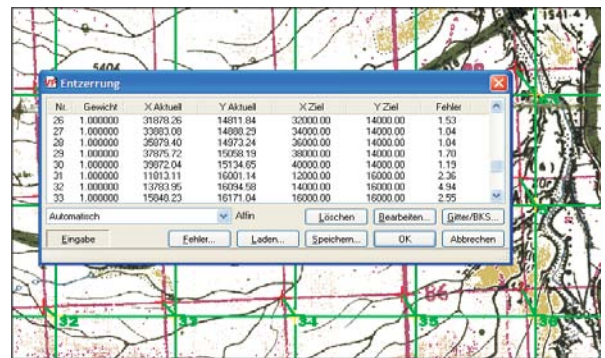 1541.4
5406
Entzerrung
Nr. Gewicht X Aktuell Y Aktuell X Ziel Y Ziel Fehler
26 1.000000 31878.26 14811.84 32000.00 14000.00 1.53
27 1.000000 33883.08 14888.29 34000.00 14000.00 1.04
28 1.000000 35879.40 14973.24 36000.00 14000.00 1.04
29 1.000000 37875.72 15058.19 38000.00 14000.00 1.70
30 1.000000 39872.04 15134.65 40000.00 14000.00 1.19
31 1.000000 11813.11 16001.14 12000.00 16000.00 2.36
32 1.000000 13783.95 16094.58 14000.00 16000.00 4.94
33 1.000000 15848.23 16171.04 16000.00 16000.00 2.55
Automatisch Affin Löschen Bearbeiten... Gitter/BKS...
Eingabe Fehler... Laden... Speichern... OK Abbrechen
86
32 33 34 35 36